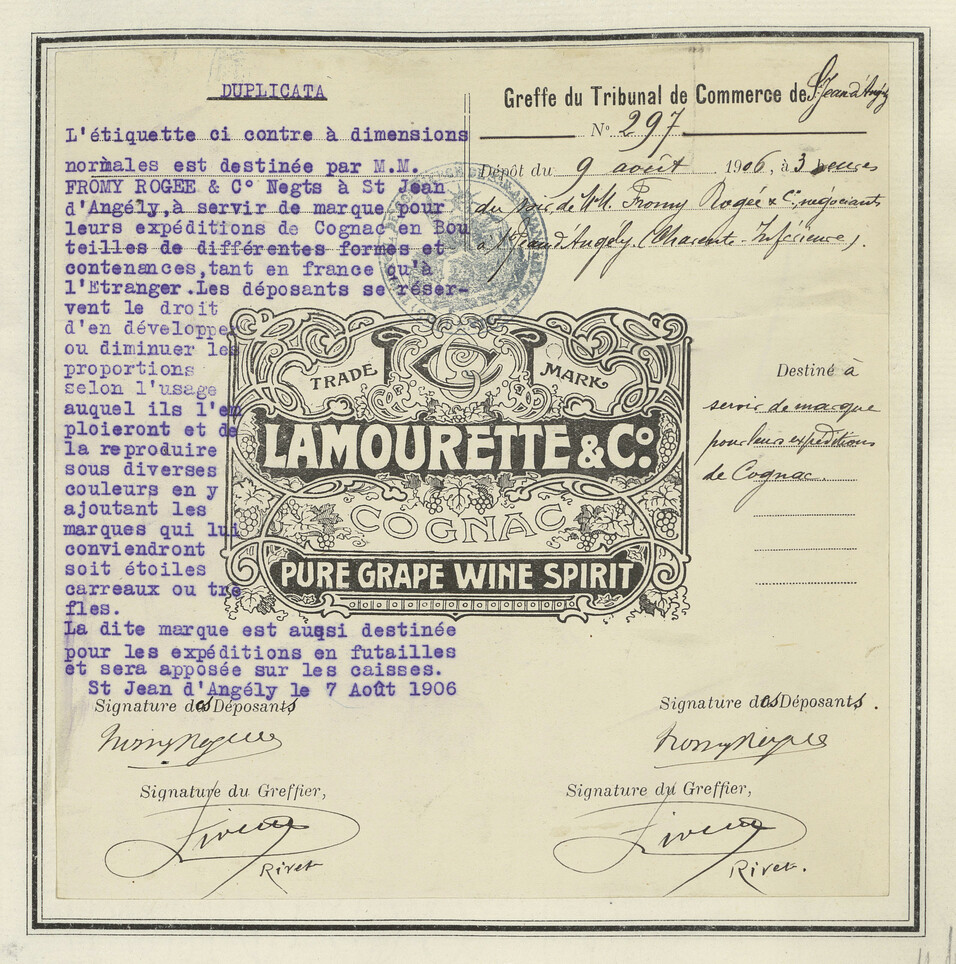 DUPLICATA
L'étiquette ci contre à dimensions
normales est destinée par M.M.
FROMY ROGEE & C° Negts à St Jean
d'Angély, à servir de marque pour
leurs expéditions de Cognac en Bou
teilles de différentes formes et
contenances, tant en france qu'à
l'Etranger. Les déposants se réser-
vent le droit
d'en développer
ou diminuer les
proportions
selon l'usage
auquel ils l'em
ploieront et de
la reproduire
sous diverses
couleurs en y
ajoutant les
marques qui lui
conviendront
soit étoiles
carreaux ou trè
fles.
La dite marque est aussi destinée
pour les expéditions en futailles
et sera apposée sur les caisses.
St Jean d'Angély le 7 Août 1906
Signature des Déposants
Fromy Rogée
Signature du Greffier,
Rivet
Greffe du Tribunal de Commerce de St Jean d'Angély
N° 297
Dépôt du 9 août 1906, à 3 heures
du soir, de M.M. Fromy Rogée & Cie, négociants
à St Jean d'Angély (Charente-Inférieure).
TRADE MARK
LAMOURETTE & C°.
COGNAC
PURE GRAPE WINE SPIRIT
Destiné à
servir de marque
pour leurs expéditions
de Cognac.
Signature des Déposants.
Fromy Rogée
Signature du Greffier,
Rivet.